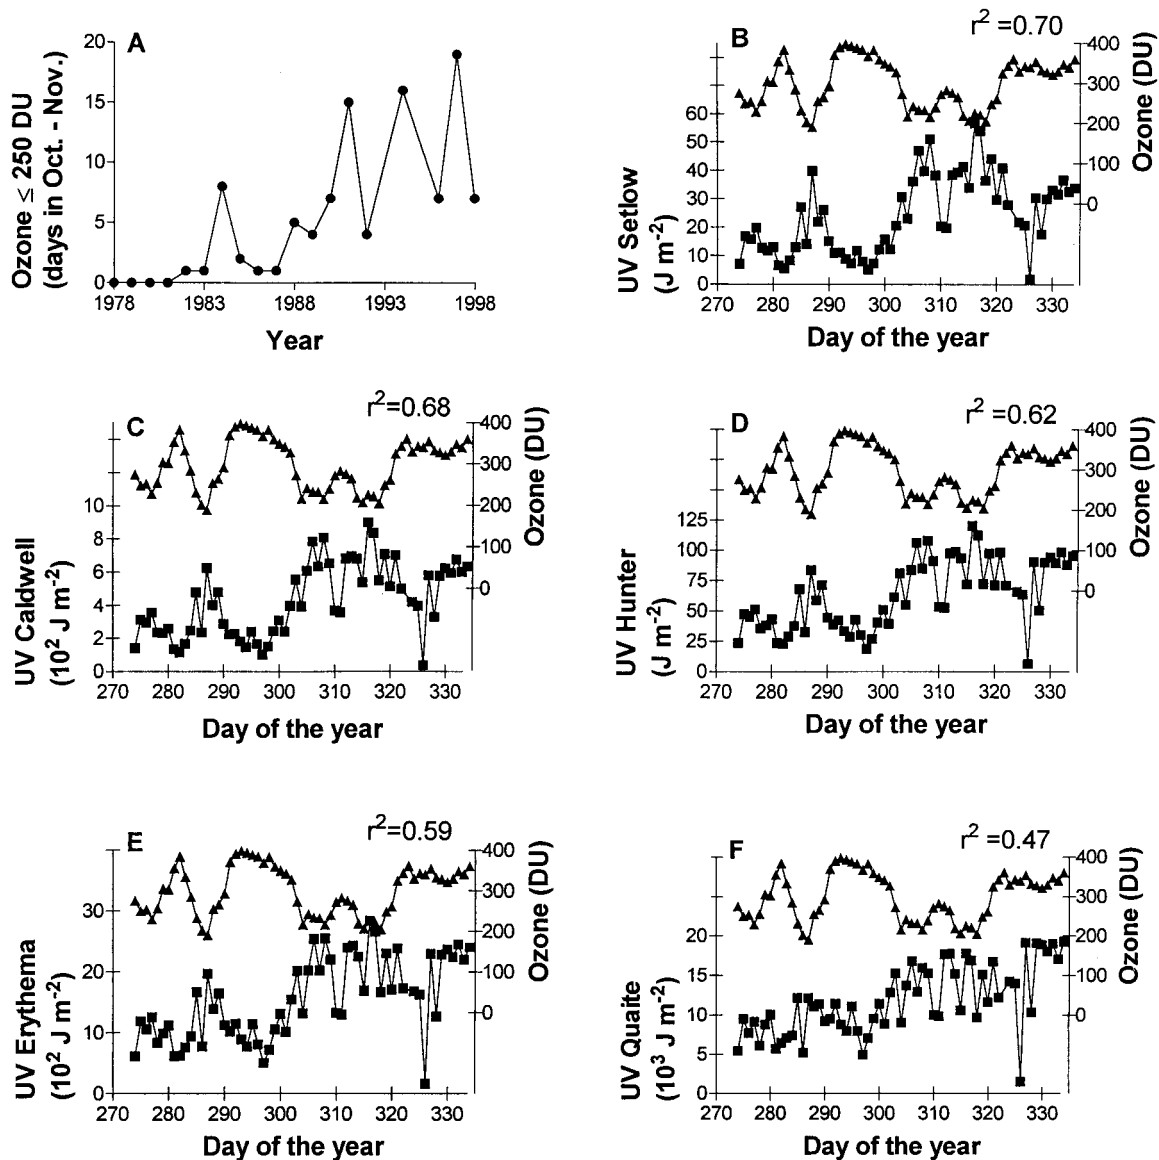 A
Ozone ≤ 250 DU
(days in Oct. - Nov.)
20
15
10
5
0
1978 1983 1988 1993 1998
Year
B
r²=0.70
UV Setlow
(J m⁻²)
60
50
40
30
20
10
0
400
300
200
100
0
Ozone (DU)
270 280 290 300 310 320 330
Day of the year
C
r²=0.68
UV Caldwell
(10² J m⁻²)
10
8
6
4
2
0
400
300
200
100
0
Ozone (DU)
270 280 290 300 310 320 330
Day of the year
D
r²=0.62
UV Hunter
(J m⁻²)
125
100
75
50
25
0
400
300
200
100
0
Ozone (DU)
270 280 290 300 310 320 330
Day of the year
E
r²=0.59
UV Erythema
(10² J m⁻²)
30
20
10
0
400
300
200
100
0
Ozone (DU)
270 280 290 300 310 320 330
Day of the year
F
r²=0.47
UV Quaite
(10³ J m⁻²)
20
15
10
5
0
400
300
200
100
0
Ozone (DU)
270 280 290 300 310 320 330
Day of the year